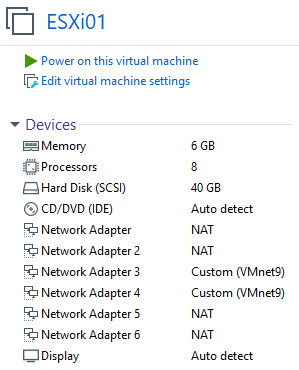 ESXi01
Power on this virtual machine
Edit virtual machine settings
Devices
Memory 6 GB
Processors 8
Hard Disk (SCSI) 40 GB
CD/DVD (IDE) Auto detect
Network Adapter NAT
Network Adapter 2 NAT
Network Adapter 3 Custom (VMnet9)
Network Adapter 4 Custom (VMnet9)
Network Adapter 5 NAT
Network Adapter 6 NAT
Display Auto detect